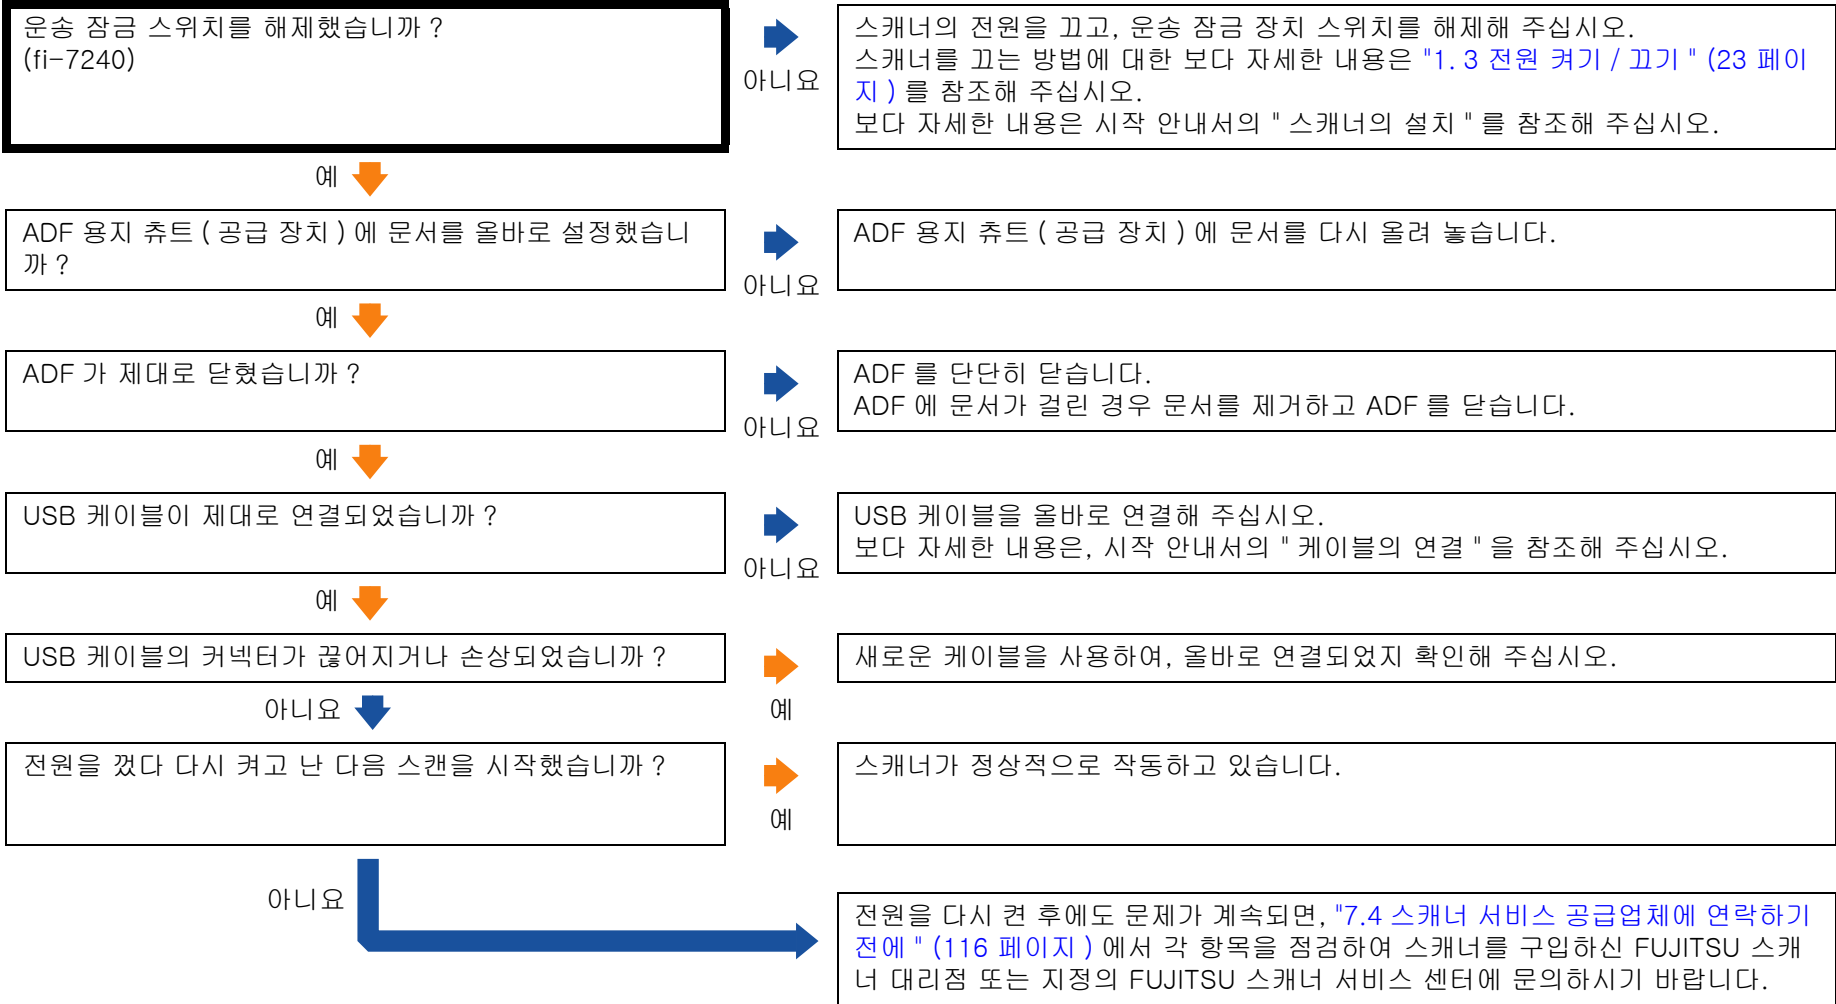 운송 잠금 스위치를 해제했습니까 ?
(fi-7240)
아니요
스캐너의 전원을 끄고, 운송 잠금 장치 스위치를 해제해 주십시오.
스캐너를 끄는 방법에 대한 보다 자세한 내용은 "1. 3 전원 켜기 / 끄기 " (23 페이
지 ) 를 참조해 주십시오.
보다 자세한 내용은 시작 안내서의 " 스캐너의 설치 " 를 참조해 주십시오.
예
ADF 용지 츄트 ( 공급 장치 ) 에 문서를 올바로 설정했습니
까 ?
아니요
ADF 용지 츄트 ( 공급 장치 ) 에 문서를 다시 올려 놓습니다.
예
ADF 가 제대로 닫혔습니까 ?
아니요
ADF 를 단단히 닫습니다.
ADF 에 문서가 걸린 경우 문서를 제거하고 ADF 를 닫습니다.
예
USB 케이블이 제대로 연결되었습니까 ?
아니요
USB 케이블을 올바로 연결해 주십시오.
보다 자세한 내용은, 시작 안내서의 " 케이블의 연결 " 을 참조해 주십시오.
예
USB 케이블의 커넥터가 끊어지거나 손상되었습니까 ?
예
새로운 케이블을 사용하여, 올바로 연결되었지 확인해 주십시오.
아니요
전원을 껐다 다시 켜고 난 다음 스캔을 시작했습니까 ?
예
스캐너가 정상적으로 작동하고 있습니다.
아니요
전원을 다시 켠 후에도 문제가 계속되면, "7.4 스캐너 서비스 공급업체에 연락하기
전에 " (116 페이지 ) 에서 각 항목을 점검하여 스캐너를 구입하신 FUJITSU 스캐
너 대리점 또는 지정의 FUJITSU 스캐너 서비스 센터에 문의하시기 바랍니다.